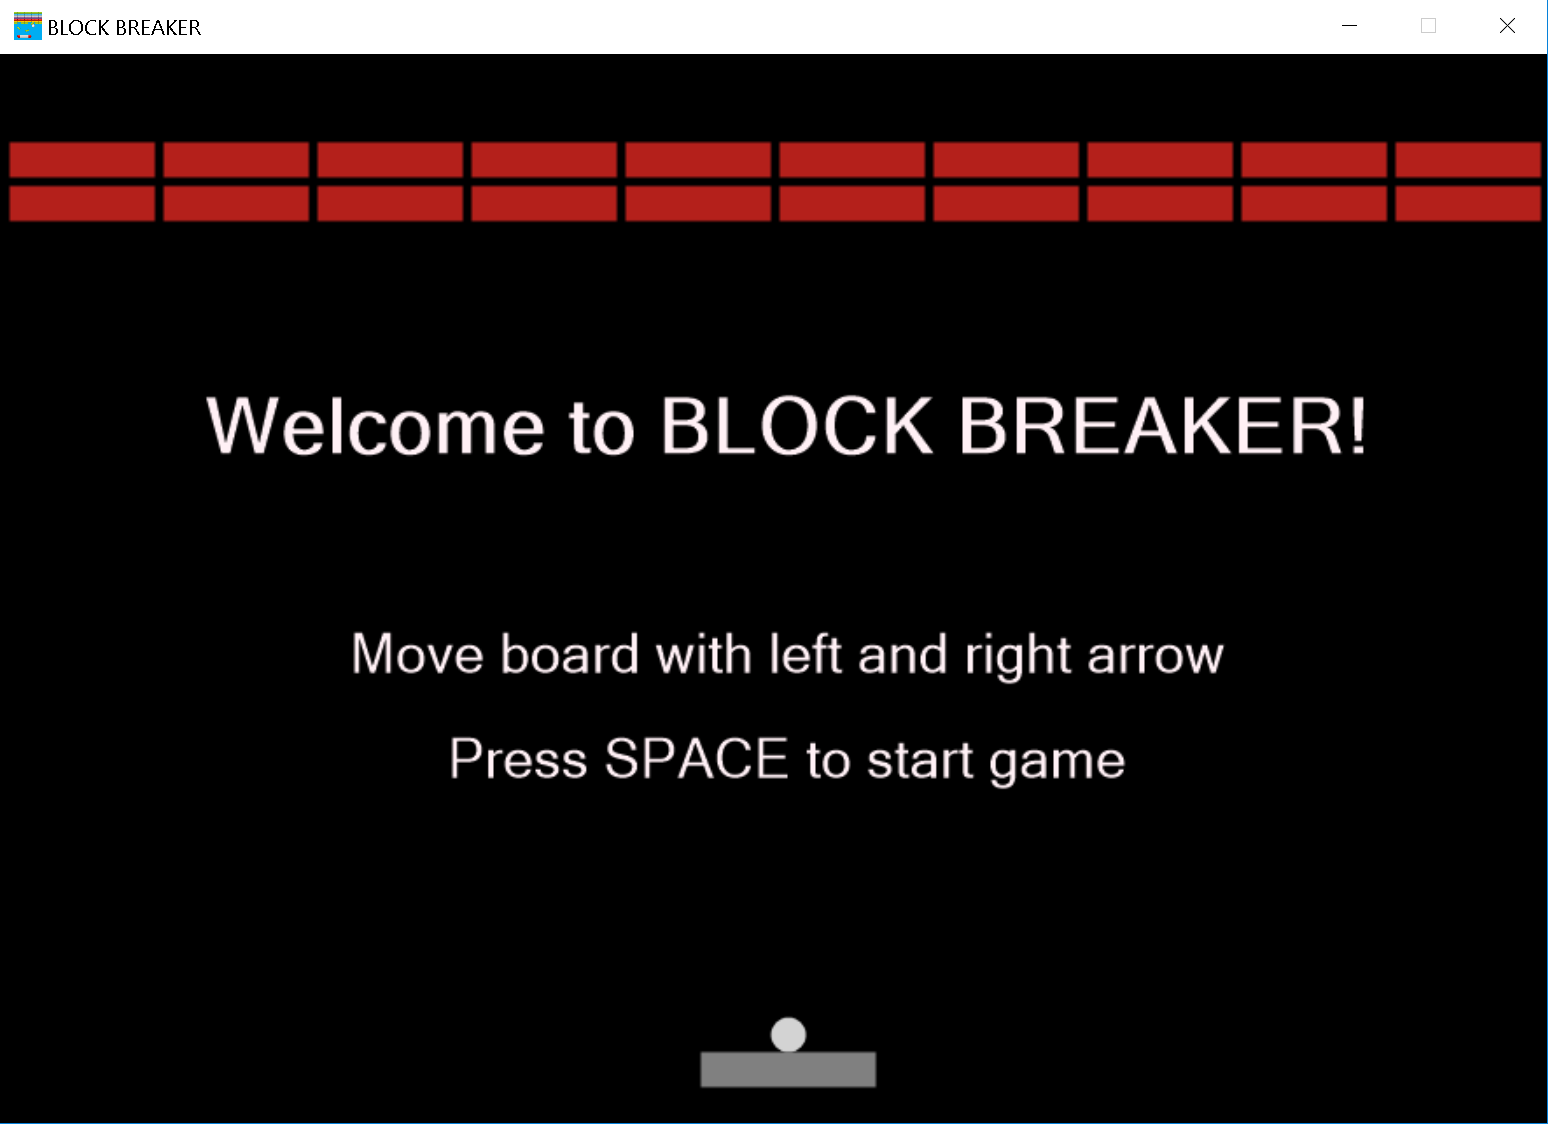 BLOCK BREAKER
Welcome to BLOCK BREAKER!
Move board with left and right arrow
Press SPACE to start game